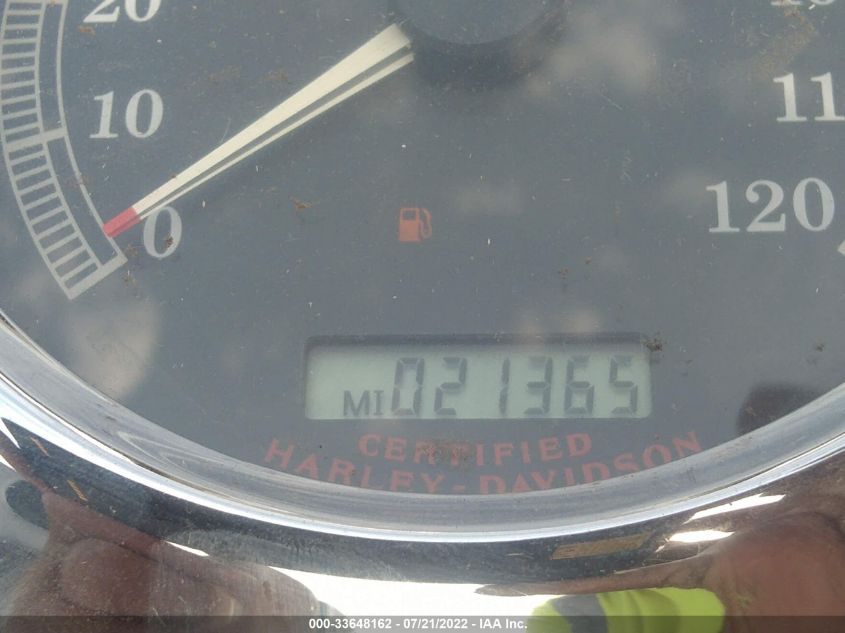 20
10
0
11
120
MI 021365
CERTIFIED
HARLEY-DAVIDSON
000-33648162 - 07/21/2022 - IAA Inc.